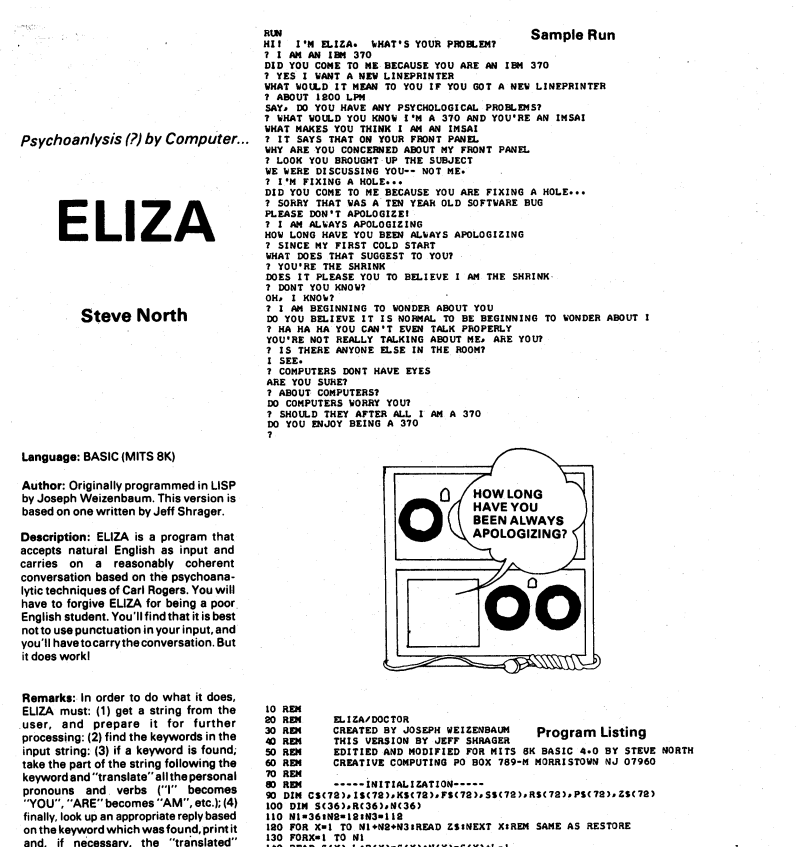 Psychoanlysis (?) by Computer...
ELIZA
Steve North
Language: BASIC (MITS 8K)
Author: Originally programmed in LISP
by Joseph Weizenbaum. This version is
based on one written by Jeff Shrager.
Description: ELIZA is a program that
accepts natural English as input and
carries on a reasonably coherent
conversation based on the psychoana-
lytic techniques of Carl Rogers. You will
have to forgive ELIZA for being a poor
English student. You'll find that it is best
not to use punctuation in your input, and
you'll have to carry the conversation. But
it does work!
Remarks: In order to do what it does,
ELIZA must: (1) get a string from the
user, and prepare it for further
processing: (2) find the keywords in the
input string: (3) if a keyword is found;
take the part of the string following the
keyword and "translate" all the personal
pronouns and verbs ("I" becomes
"YOU", "ARE" becomes "AM", etc.); (4)
finally, look up an appropriate reply based
on the keyword which was found, print it
and, if necessary, the "translated"
Sample Run
RUN
HI! I'M ELIZA. WHAT'S YOUR PROBLEM?
? I AM AN IBM 370
DID YOU COME TO ME BECAUSE YOU ARE AN IBM 370
? YES I WANT A NEW LINEPRINTER
WHAT WOULD IT MEAN TO YOU IF YOU GOT A NEW LINEPRINTER
? ABOUT 1200 LPM
SAY, DO YOU HAVE ANY PSYCHOLOGICAL PROBLEMS?
? WHAT WOULD YOU KNOW I'M A 370 AND YOU'RE AN IMSAI
WHAT MAKES YOU THINK I AM AN IMSAI
? IT SAYS THAT ON YOUR FRONT PANEL
WHY ARE YOU CONCERNED ABOUT MY FRONT PANEL
? LOOK YOU BROUGHT UP THE SUBJECT
WE WERE DISCUSSING YOU-- NOT ME.
? I'M FIXING A HOLE...
DID YOU COME TO ME BECAUSE YOU ARE FIXING A HOLE...
? SORRY THAT WAS A TEN YEAR OLD SOFTWARE BUG
PLEASE DON'T APOLOGIZE!
? I AM ALWAYS APOLOGIZING
HOW LONG HAVE YOU BEEN ALWAYS APOLOGIZING
? SINCE MY FIRST COLD START
WHAT DOES THAT SUGGEST TO YOU?
? YOU'RE THE SHRINK
DOES IT PLEASE YOU TO BELIEVE I AM THE SHRINK
? DONT YOU KNOW?
OH, I KNOW?
? I AM BEGINNING TO WONDER ABOUT YOU
DO YOU BELIEVE IT IS NORMAL TO BE BEGINNING TO WONDER ABOUT I
? HA HA HA YOU CAN'T EVEN TALK PROPERLY
YOU'RE NOT REALLY TALKING ABOUT ME, ARE YOU?
? IS THERE ANYONE ELSE IN THE ROOM?
I SEE.
? COMPUTERS DONT HAVE EYES
ARE YOU SURE?
? ABOUT COMPUTERS?
DO COMPUTERS WORRY YOU?
? SHOULD THEY AFTER ALL I AM A 370
DO YOU ENJOY BEING A 370
?
HOW LONG
HAVE YOU
BEEN ALWAYS
APOLOGIZING?
Program Listing
10 REM
20 REM ELIZA/DOCTOR
30 REM CREATED BY JOSEPH WEIZENBAUM
40 REM THIS VERSION BY JEFF SHRAGER
50 REM EDITIED AND MODIFIED FOR MITS 8K BASIC 4.0 BY STEVE NORTH
60 REM CREATIVE COMPUTING PO BOX 789-M MORRISTOWN NJ 07960
70 REM
80 REM -----INITIALIZATION-----
90 DIM C$(72),I$(72),K$(72),F$(72),S$(72),R$(72),P$(72),Z$(72)
100 DIM S(36),R(36),N(36)
110 N1=36:N2=12:N3=112
120 FOR X=1 TO N1+N2+N3:READ Z$:NEXT X:REM SAME AS RESTORE
130 FORX=1 TO N1